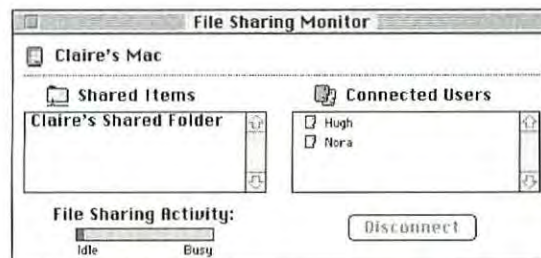 File Sharing Monitor
Claire's Mac
Shared Items
Connected Users
Claire's Shared Folder
Hugh
Nora
File Sharing Activity:
Idle Busy
Disconnect